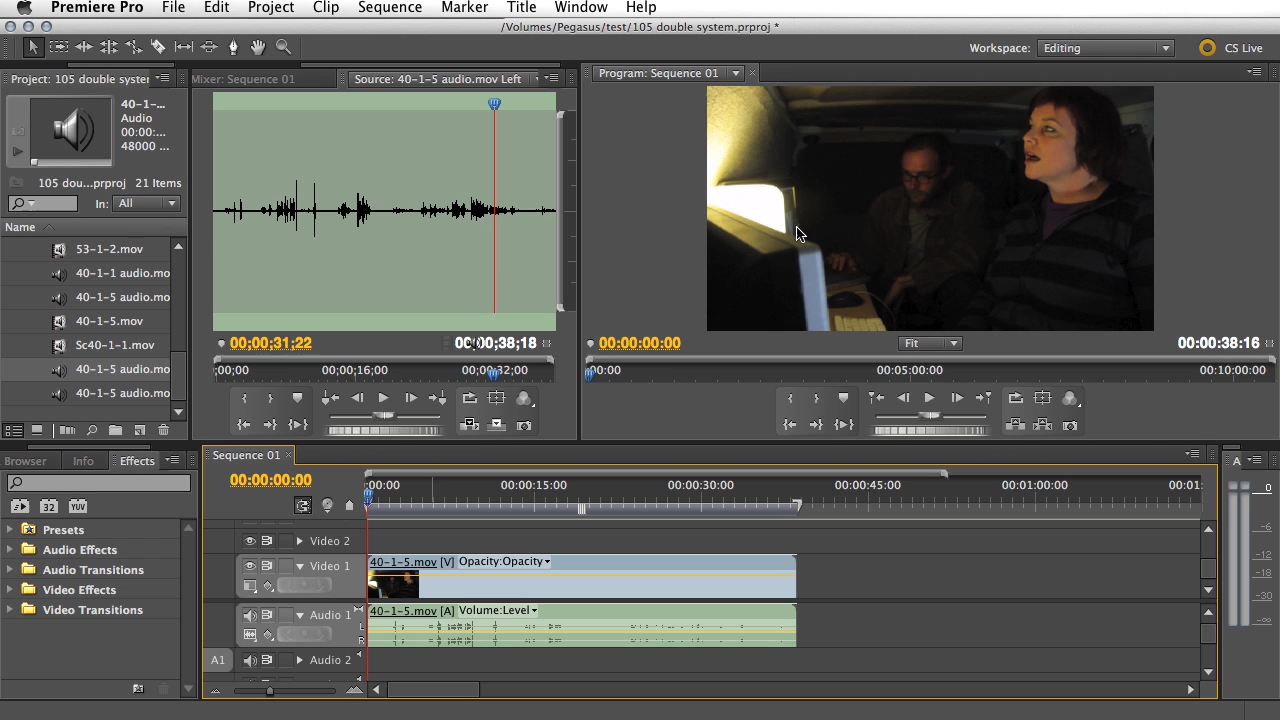 Premiere Pro File Edit Project Clip Sequence Marker Title Window Help
/Volumes/Pegasus/test/105 double system.prproj *
Workspace: Editing CS Live
Project: 105 double syster
Mixer: Sequence 01
Source: 40-1-5 audio.mov Left
Program: Sequence 01
40-1-...
Audio
00:00:...
48000 ...
105 dou...prproj 21 Items
In: All
Name
53-1-2.mov
40-1-1 audio.mo
40-1-5 audio.mo
40-1-5.mov
Sc40-1-1.mov
40-1-5 audio.mo
40-1-5 audio.mo
00;00;31;22
00;00;38;18
;00;00 00;00;16;00 00;00;32;00
00:00:00:00
Fit
00:00:38:16
00:00 00:05:00:00 00:10:00:00
Browser Info Effects
32 YUV
Presets
Audio Effects
Audio Transitions
Video Effects
Video Transitions
Sequence 01
00:00:00:00
:00:00 00:00:15:00 00:00:30:00 00:00:45:00 00:01:00:00 00:01:
Video 2
Video 1
40-1-5.mov [V] Opacity:Opacity
Audio 1
40-1-5.mov [A] Volume:Level
L
R
A1 Audio 2
A
0
-6
-12
-18
-30
-∞